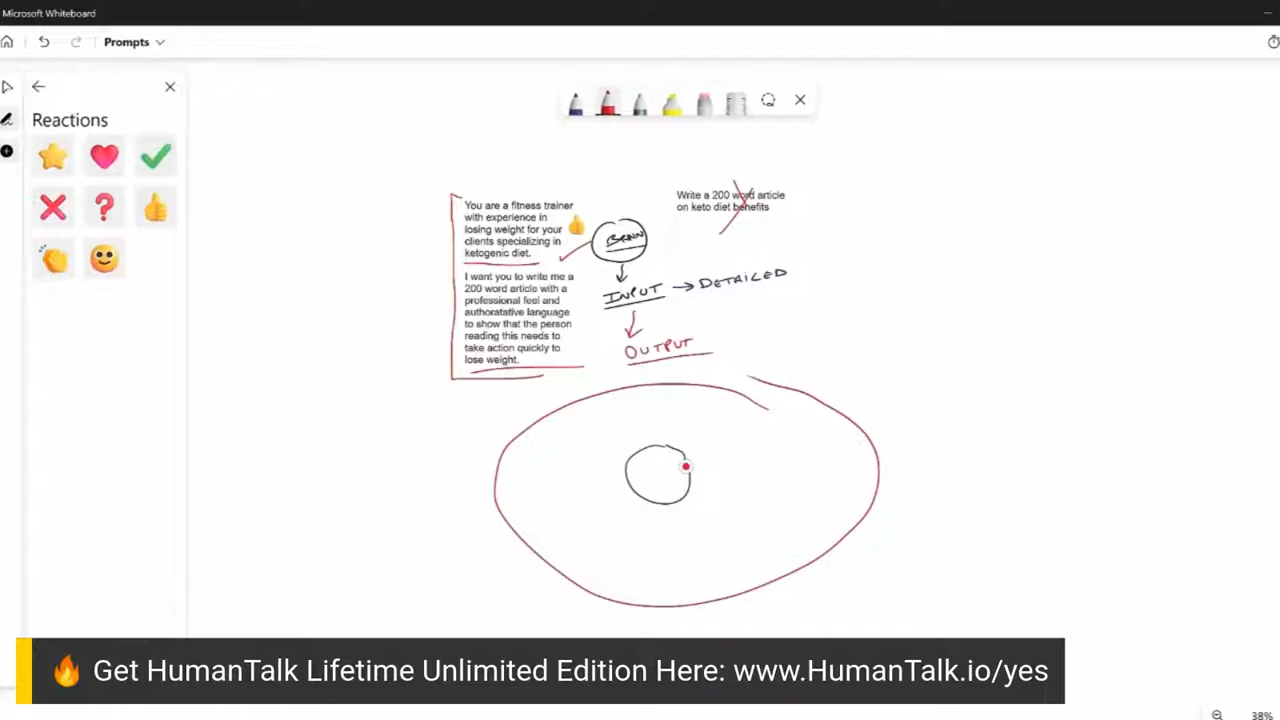 Microsoft Whiteboard
Prompts
Reactions
You are a fitness trainer
with experience in
losing weight for your
clients specializing in
ketogenic diet.
I want you to write me a
200 word article with a
professional feel and
authoratative language
to show that the person
reading this needs to
take action quickly to
lose weight.
Write a 200 word article
on keto diet benefits
BRAIN
INPUT → DETAILED
OUTPUT
🔥 Get HumanTalk Lifetime Unlimited Edition Here: www.HumanTalk.io/yes
38%